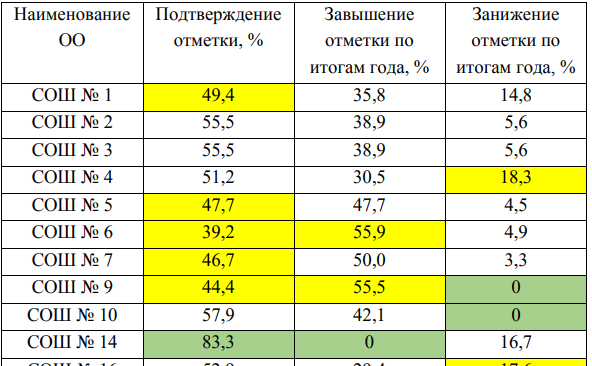 Наименование ОО Подтверждение отметки, % Завышение отметки по итогам года, % Занижение отметки по итогам года, %
СОШ № 1 49,4 35,8 14,8
СОШ № 2 55,5 38,9 5,6
СОШ № 3 55,5 38,9 5,6
СОШ № 4 51,2 30,5 18,3
СОШ № 5 47,7 47,7 4,5
СОШ № 6 39,2 55,9 4,9
СОШ № 7 46,7 50,0 3,3
СОШ № 9 44,4 55,5 0
СОШ № 10 57,9 42,1 0
СОШ № 14 83,3 0 16,7